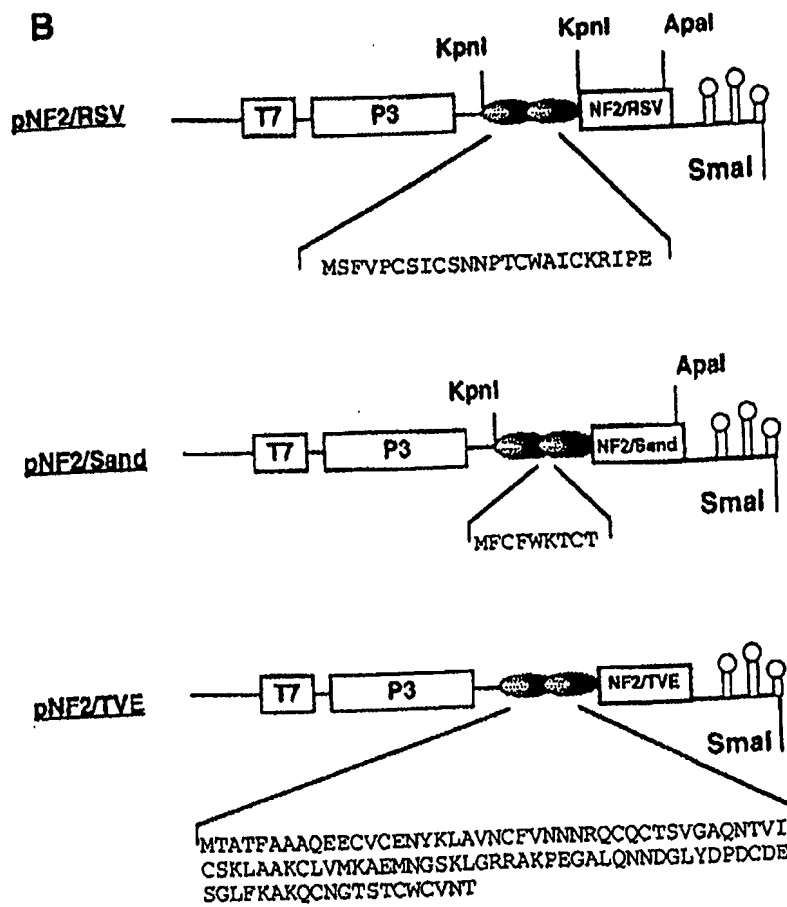 B
KpnI KpnI ApaI
pNF2/RSV T7 P3 NF2/RSV
SmaI
MSFVPCSICSNNPTCWAICKRIPE
KpnI ApaI
pNF2/Sand T7 P3 NF2/Sand
SmaI
MFCFWKTCT
pNF2/TVE T7 P3 NF2/TVE
SmaI
MTATFAAAQEECVCENYKLAVNCFVNNNRQCQCTSVGAQNTVI
CSKLAAKCLVMKAEMNGSKLGRRAKPEGALQNNDGLYDPDCDE
SGLFKAKQCNGTSTCWCVNT